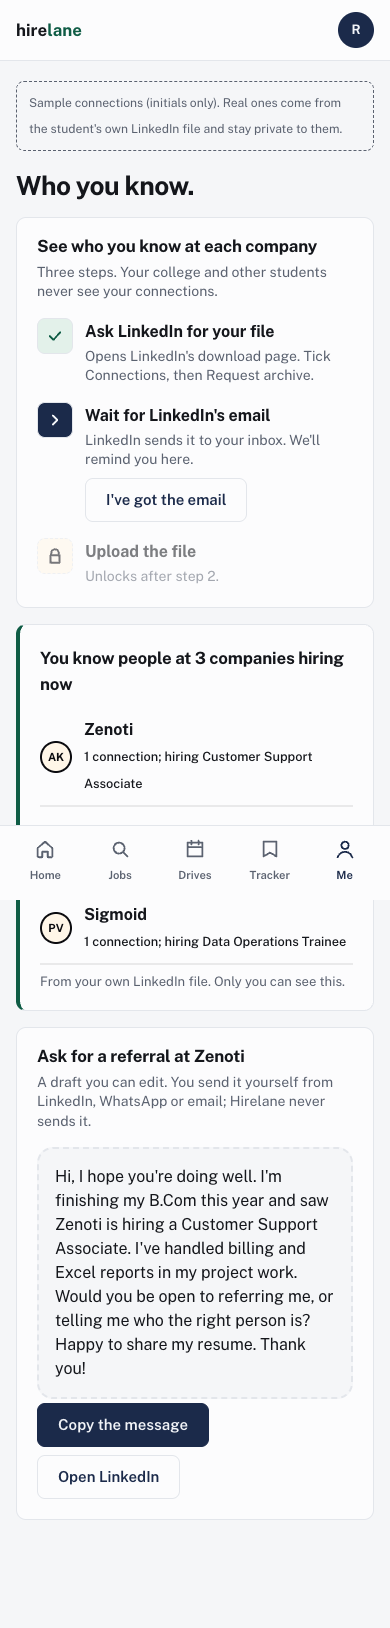 hirelane
R
Sample connections (initials only). Real ones come from
the student's own LinkedIn file and stay private to them.
Who you know.
See who you know at each company
Three steps. Your college and other students
never see your connections.
Ask LinkedIn for your file
Opens LinkedIn's download page. Tick
Connections, then Request archive.
Wait for LinkedIn's email
LinkedIn sends it to your inbox. We'll
remind you here.
I've got the email
Upload the file
Unlocks after step 2.
You know people at 3 companies hiring
now
Zenoti
AK
1 connection; hiring Customer Support
Associate
Home
Jobs
Drives
Tracker
Me
Sigmoid
PV
1 connection; hiring Data Operations Trainee
From your own LinkedIn file. Only you can see this.
Ask for a referral at Zenoti
A draft you can edit. You send it yourself from
LinkedIn, WhatsApp or email; Hirelane never
sends it.
Hi, I hope you're doing well. I'm
finishing my B.Com this year and saw
Zenoti is hiring a Customer Support
Associate. I've handled billing and
Excel reports in my project work.
Would you be open to referring me, or
telling me who the right person is?
Happy to share my resume. Thank
you!
Copy the message
Open LinkedIn